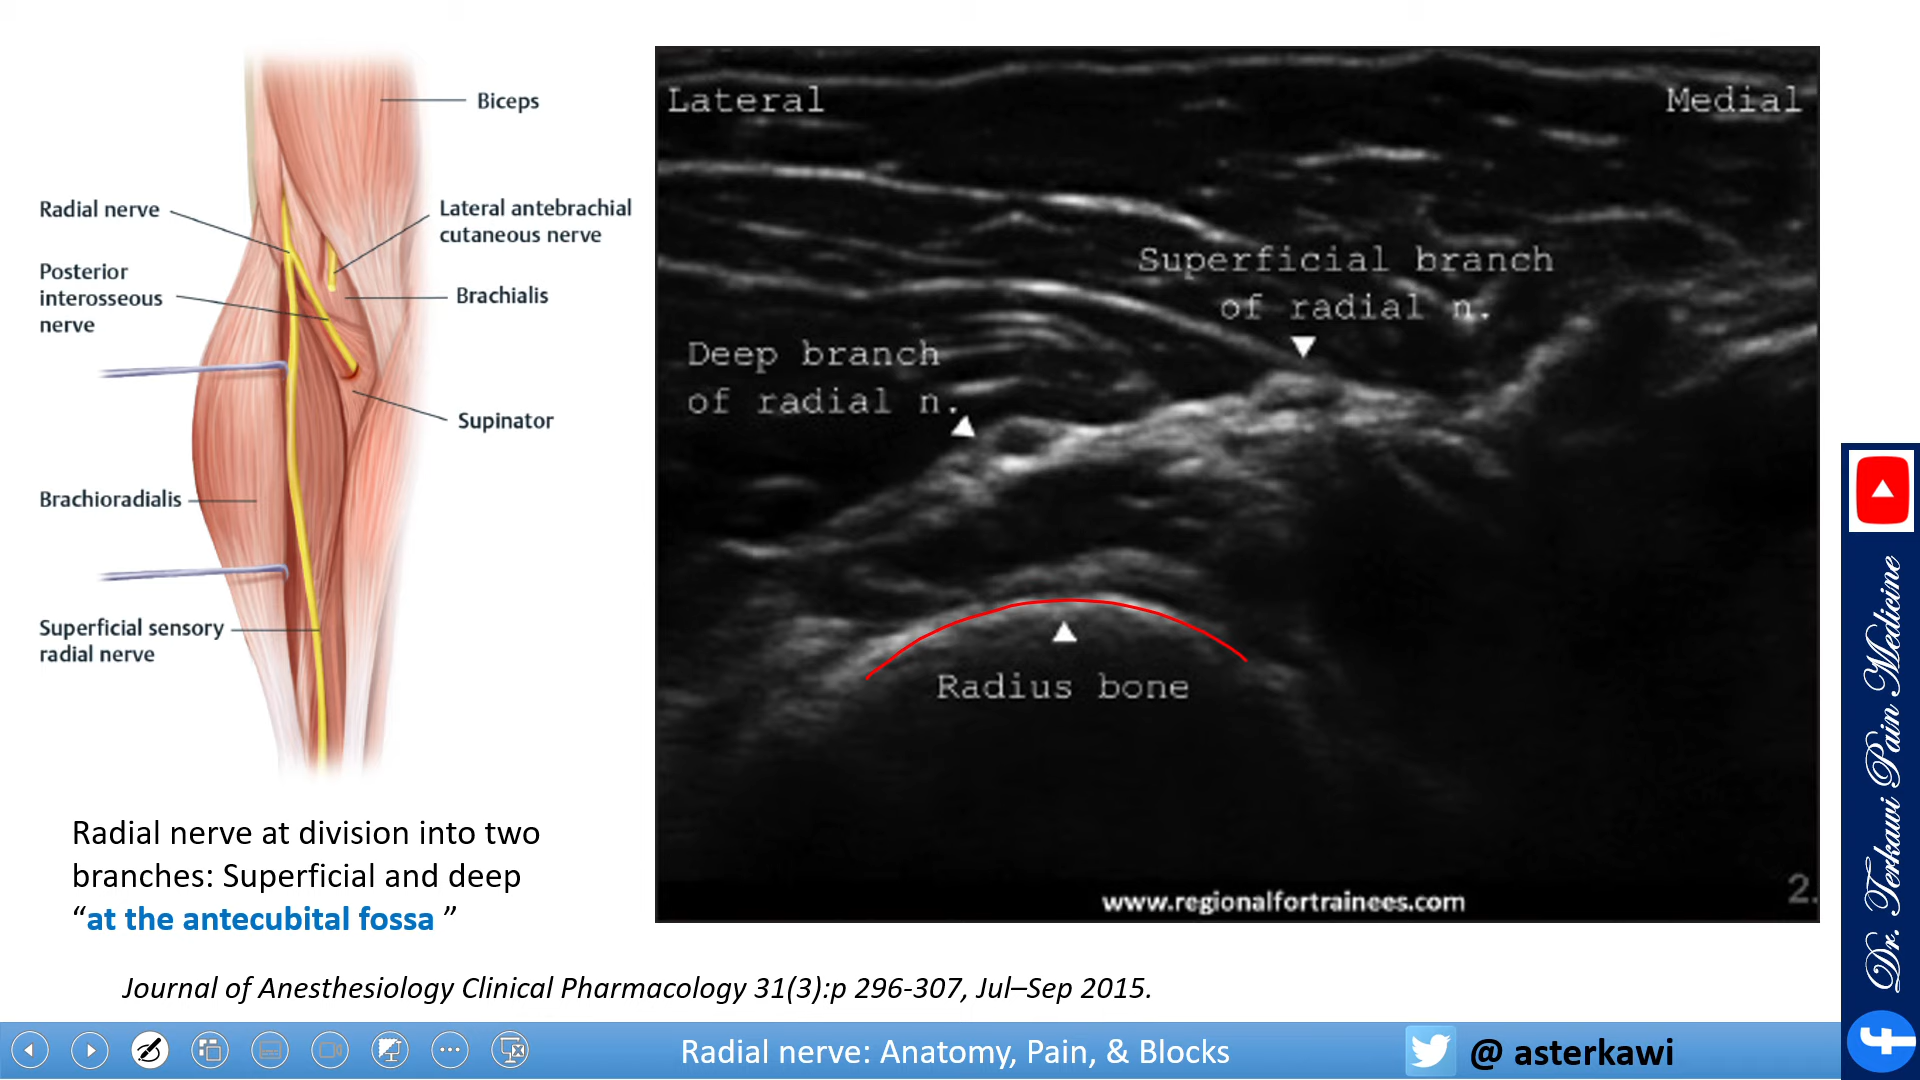 Biceps
Radial nerve
Lateral antebrachial
cutaneous nerve
Posterior
interosseous
nerve
Brachialis
Supinator
Brachioradialis
Superficial sensory
radial nerve
Lateral
Medial
Superficial branch
of radial n.
Deep branch
of radial n.
Radius bone
www.regionalfortrainees.com
2.
Radial nerve at division into two
branches: Superficial and deep
“at the antecubital fossa ”
Journal of Anesthesiology Clinical Pharmacology 31(3):p 296-307, Jul–Sep 2015.
Dr. Terkawi Pain Medicine
Radial nerve: Anatomy, Pain, & Blocks
@ asterkawi